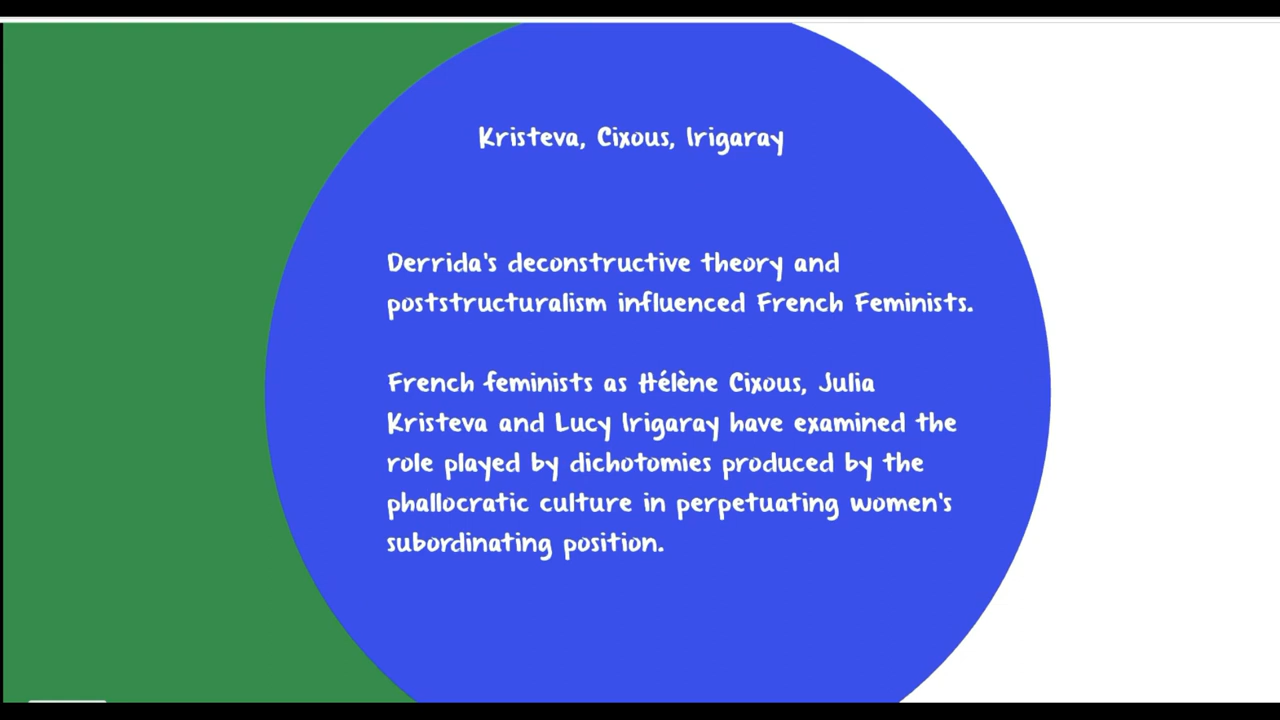 Kristeva, Cixous, Irigaray
Derrida's deconstructive theory and
poststructuralism influenced French Feminists.
French feminists as Hélène Cixous, Julia
Kristeva and Lucy Irigaray have examined the
role played by dichotomies produced by the
phallocratic culture in perpetuating women's
subordinating position.